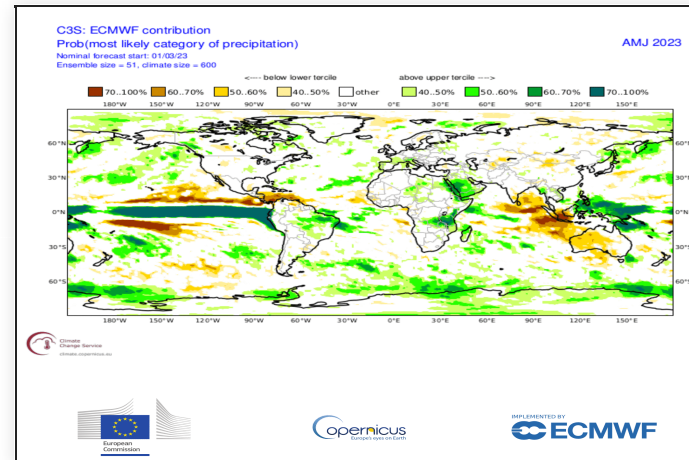 C3S: ECMWF contribution
Prob(most likely category of precipitation)
AMJ 2023
Nominal forecast start: 01/03/23
Ensemble size = 51, climate size = 600
<---- below lower tercile above upper tercile ---->
70..100% 60..70% 50..60% 40..50% other 40..50% 50..60% 60..70% 70..100%
180°W 150°W 120°W 90°W 60°W 30°W 0°E 30°E 60°E 90°E 120°E 150°E
60°N 60°N
30°N 30°N
0°N 0°N
30°S 30°S
60°S 60°S
180°W 150°W 120°W 90°W 60°W 30°W 0°E 30°E 60°E 90°E 120°E 150°E
Climate
Change Service
climate.copernicus.eu
European
Commission
opernicus
Europe's eyes on Earth
IMPLEMENTED BY
ECMWF